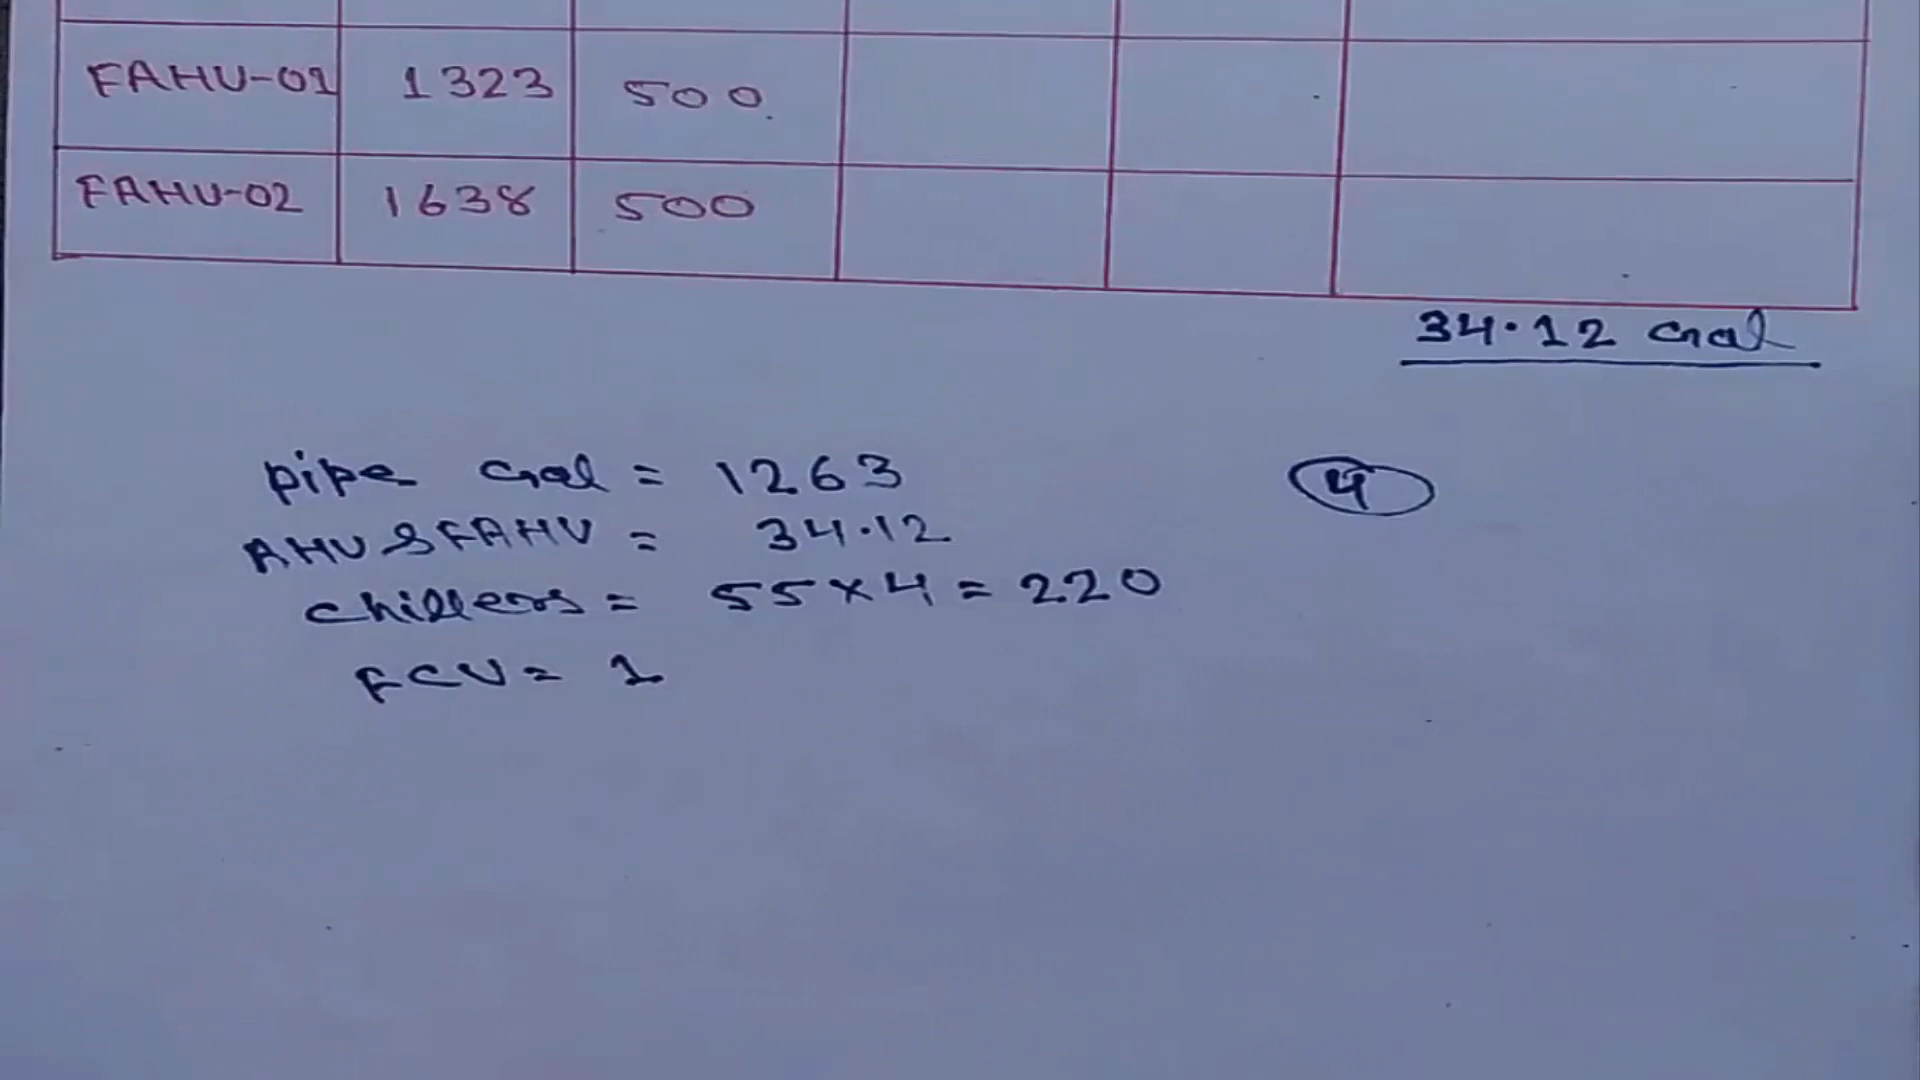 FAHU-01 1323 500
FAHU-02 1638 500
34.12 Gal
pipe Gal = 1263
4
AHU & FAHU = 34.12
chillers = 55x4 = 220
FCU = 1